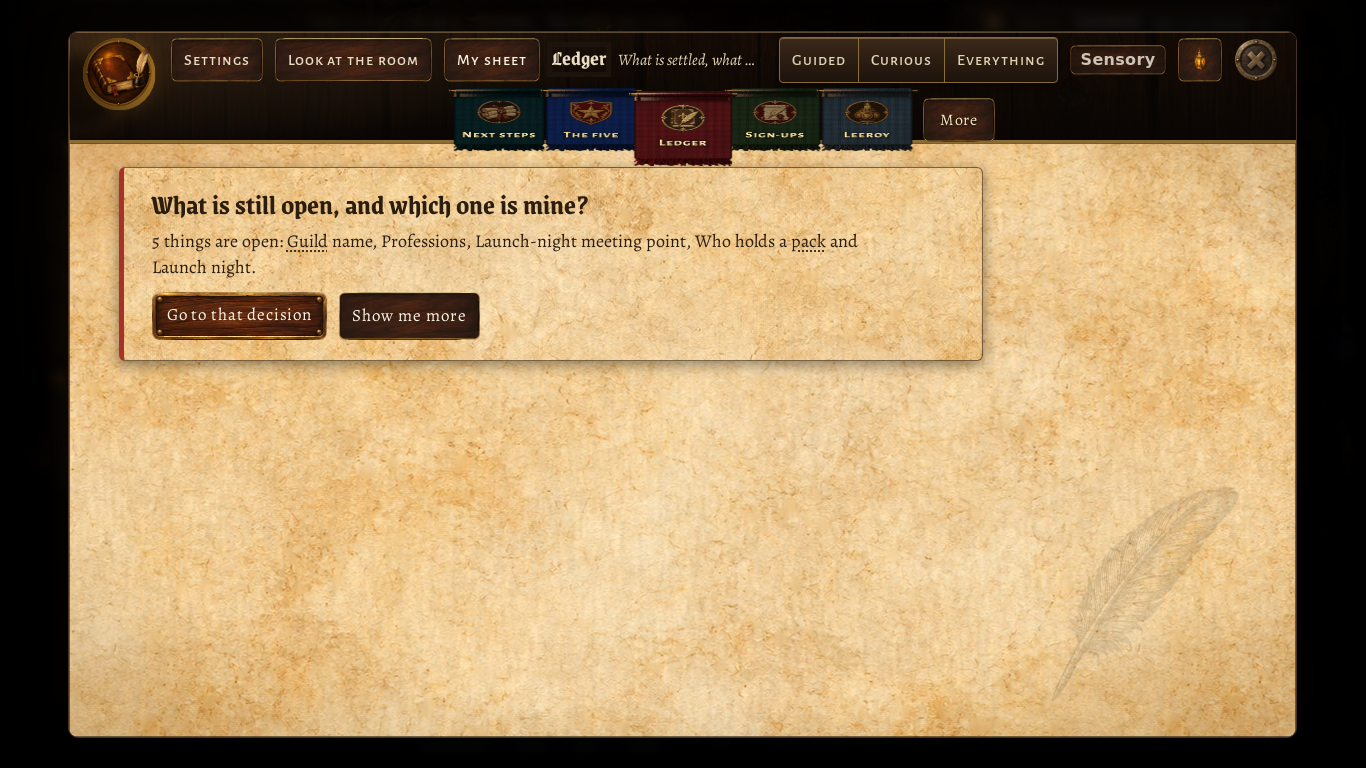 Settings
Look at the room
My sheet
Ledger
What is settled, what ...
Guided
Curious
Everything
Sensory
Next steps
The Five
Ledger
Sign-ups
Leeroy
More
What is still open, and which one is mine?
5 things are open: Guild name, Professions, Launch-night meeting point, Who holds a pack and
Launch night.
Go to that decision
Show me more